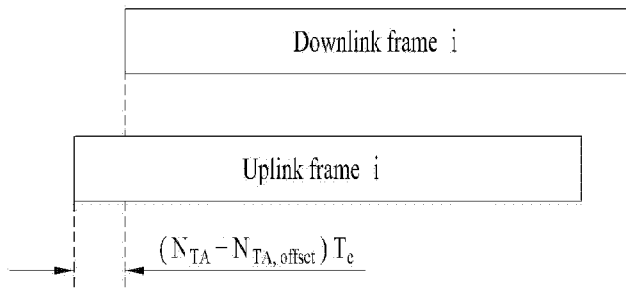 Downlink frame i
Uplink frame i
(N_TA − N_TA, offset) T_c